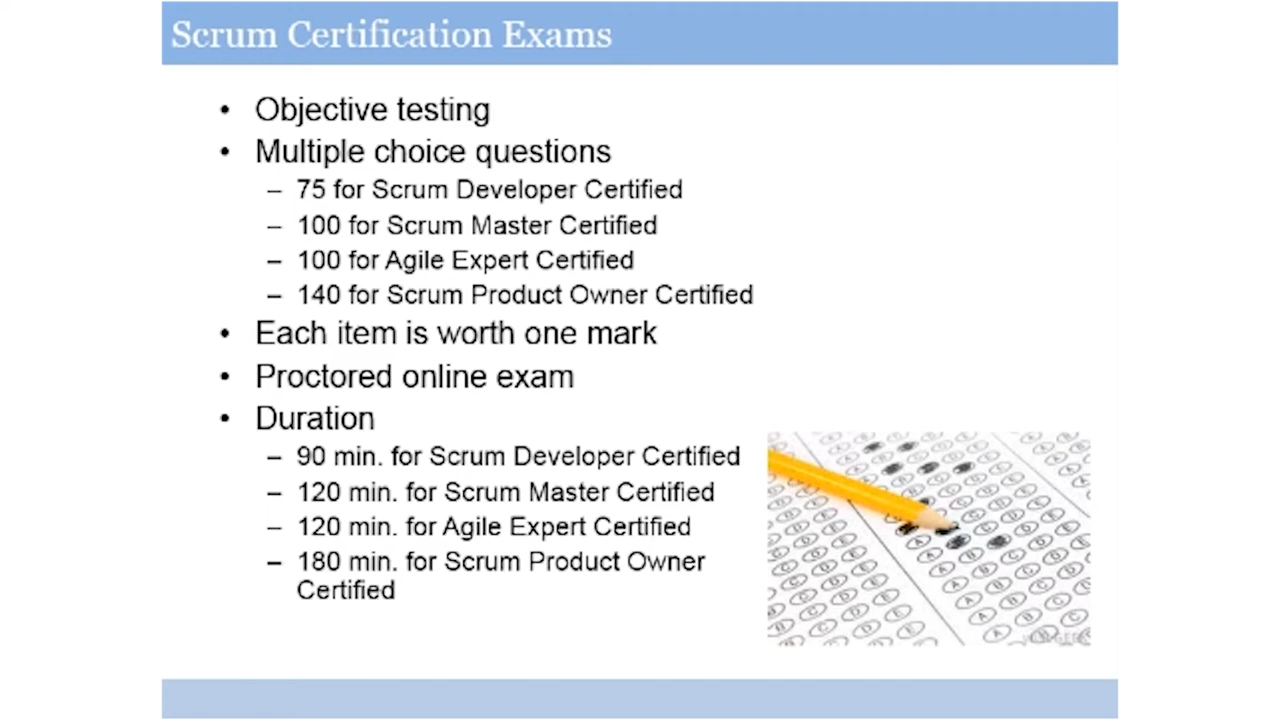 Scrum Certification Exams
• Objective testing
• Multiple choice questions
– 75 for Scrum Developer Certified
– 100 for Scrum Master Certified
– 100 for Agile Expert Certified
– 140 for Scrum Product Owner Certified
• Each item is worth one mark
• Proctored online exam
• Duration
– 90 min. for Scrum Developer Certified
– 120 min. for Scrum Master Certified
– 120 min. for Agile Expert Certified
– 180 min. for Scrum Product Owner
Certified